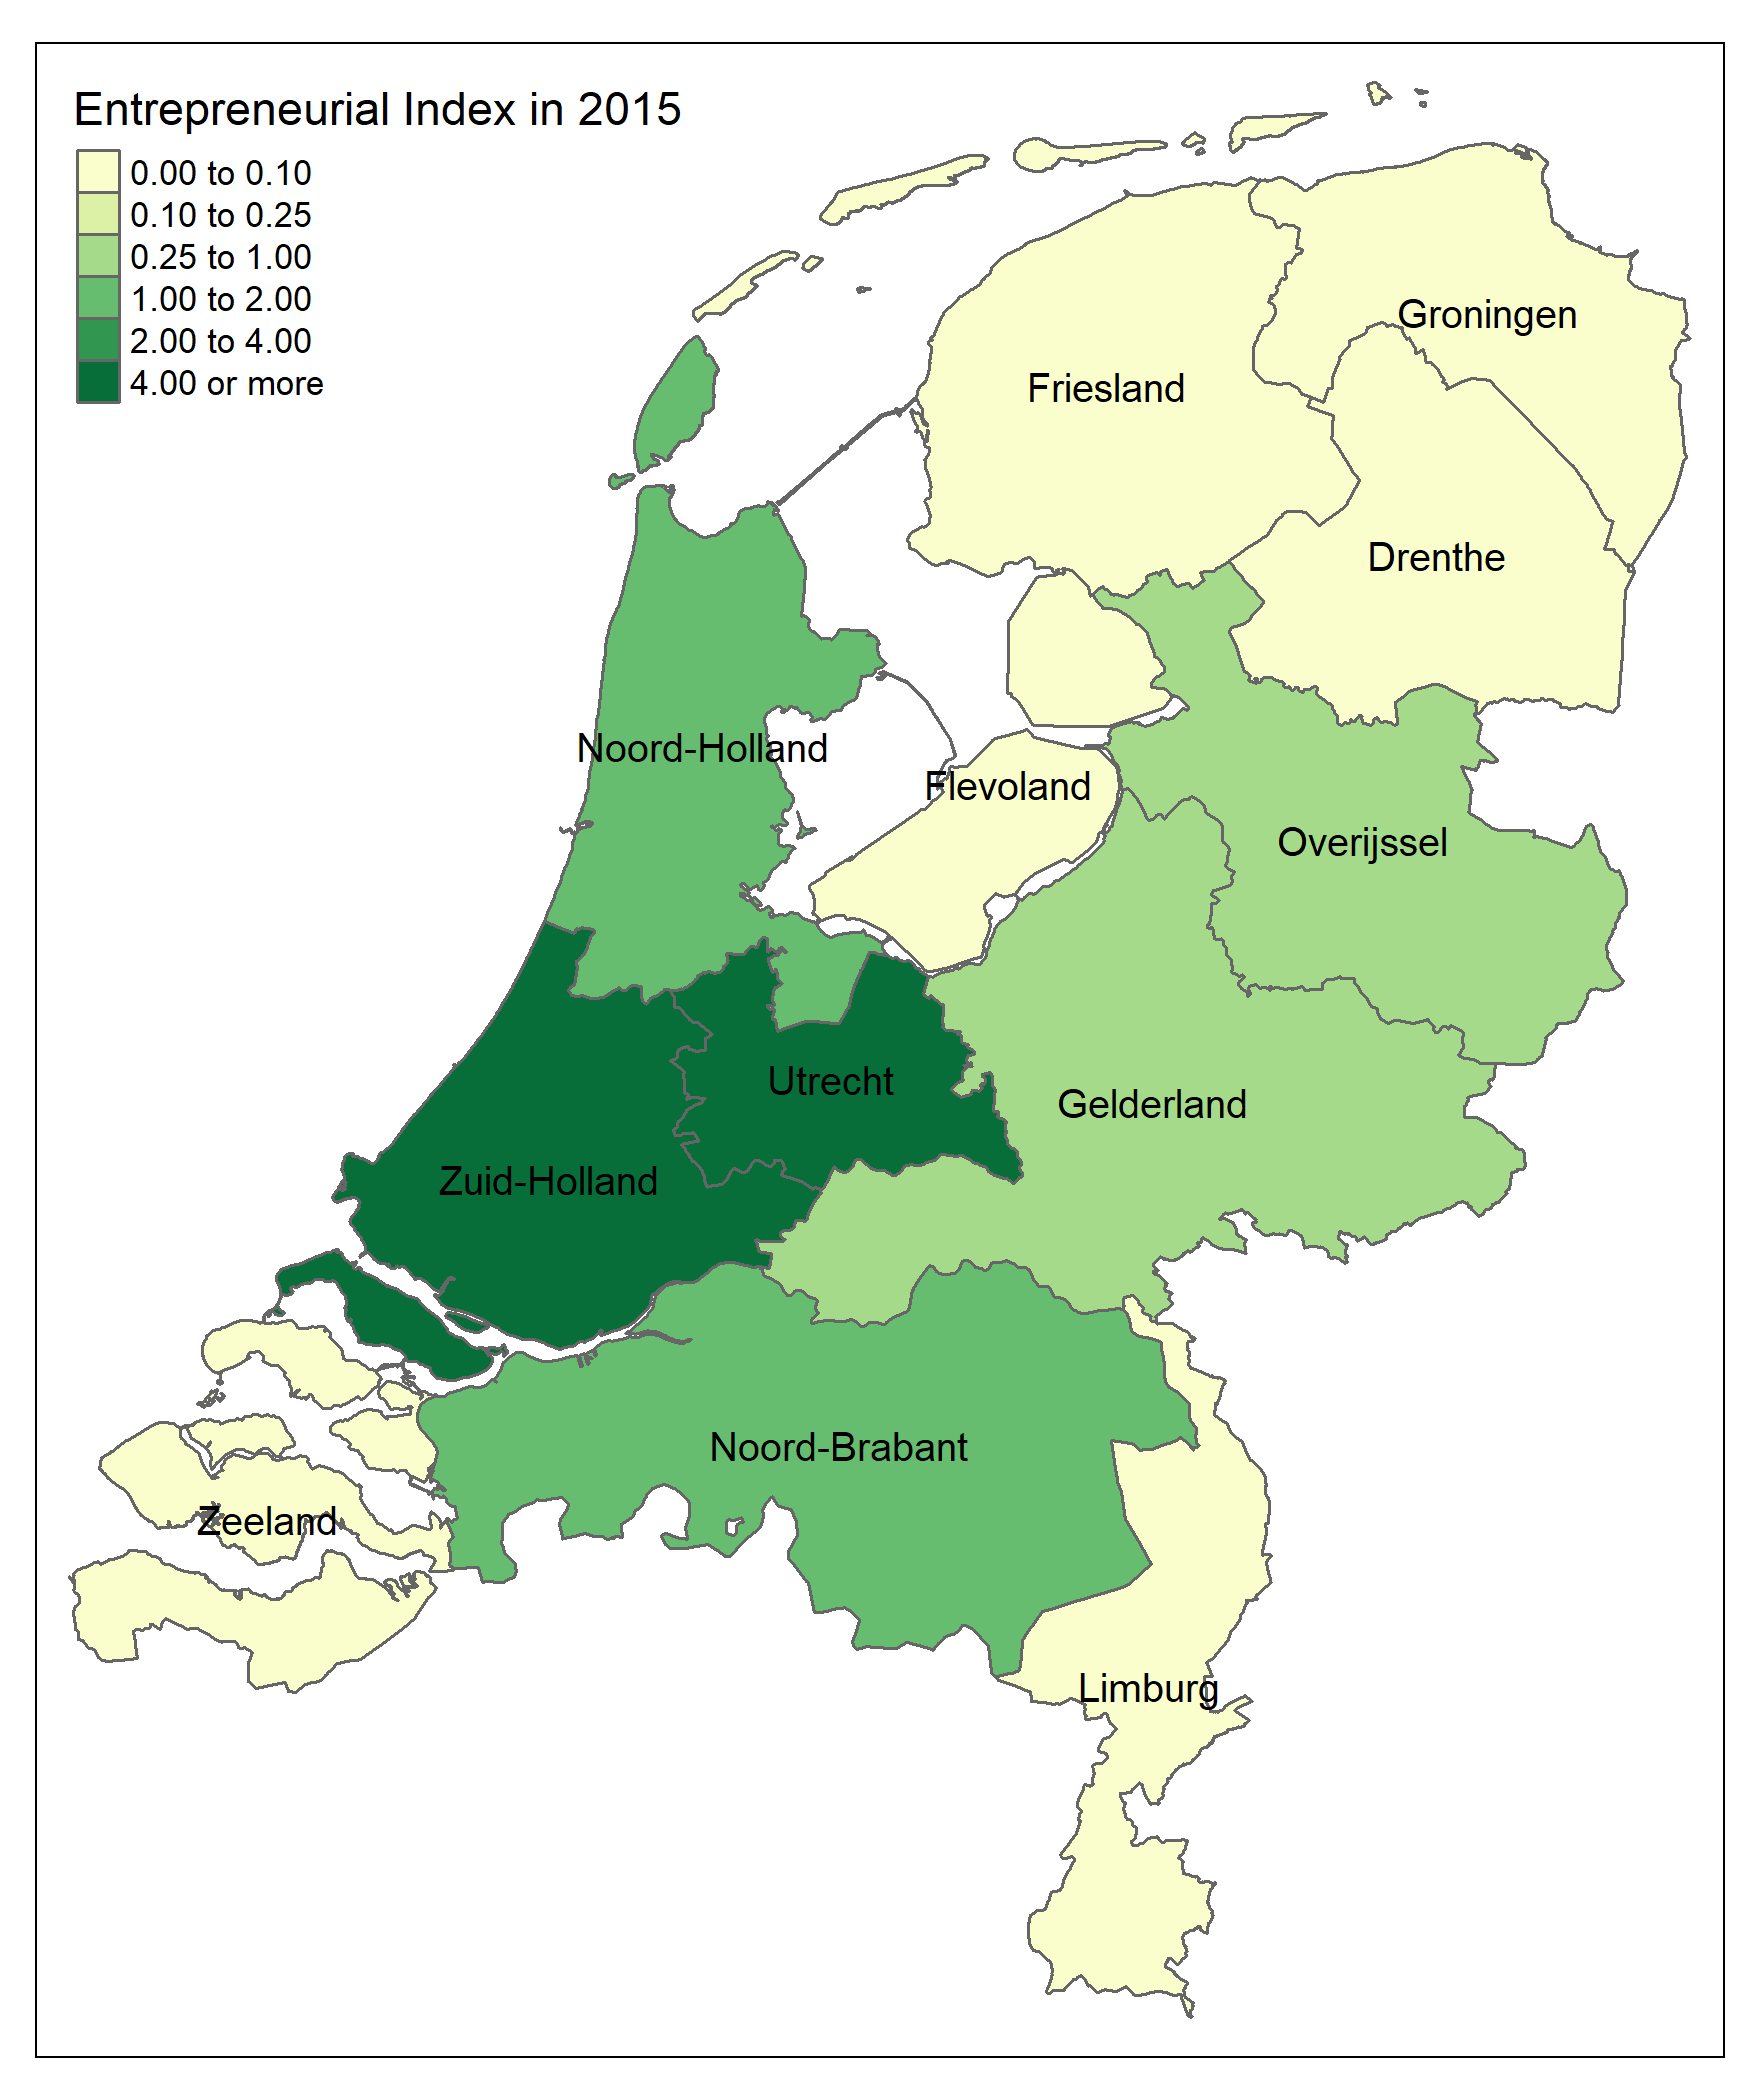 Entrepreneurial Index in 2015
0.00 to 0.10
0.10 to 0.25
0.25 to 1.00
1.00 to 2.00
2.00 to 4.00
4.00 or more
Groningen
Friesland
Drenthe
Noord-Holland
Flevoland
Overijssel
Utrecht
Gelderland
Zuid-Holland
Noord-Brabant
Zeeland
Limburg